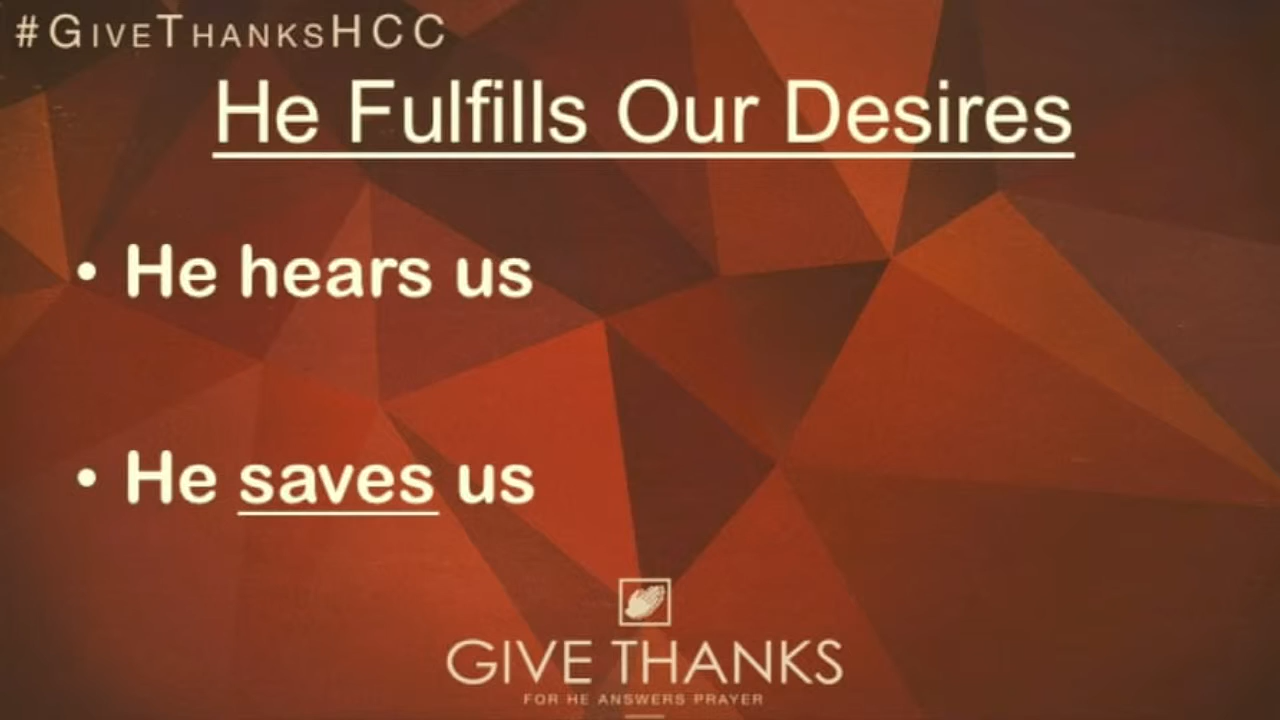 #GIVETHANKSHCC
He Fulfills Our Desires
• He hears us
• He saves us
GIVE THANKS
FOR HE ANSWERS PRAYER